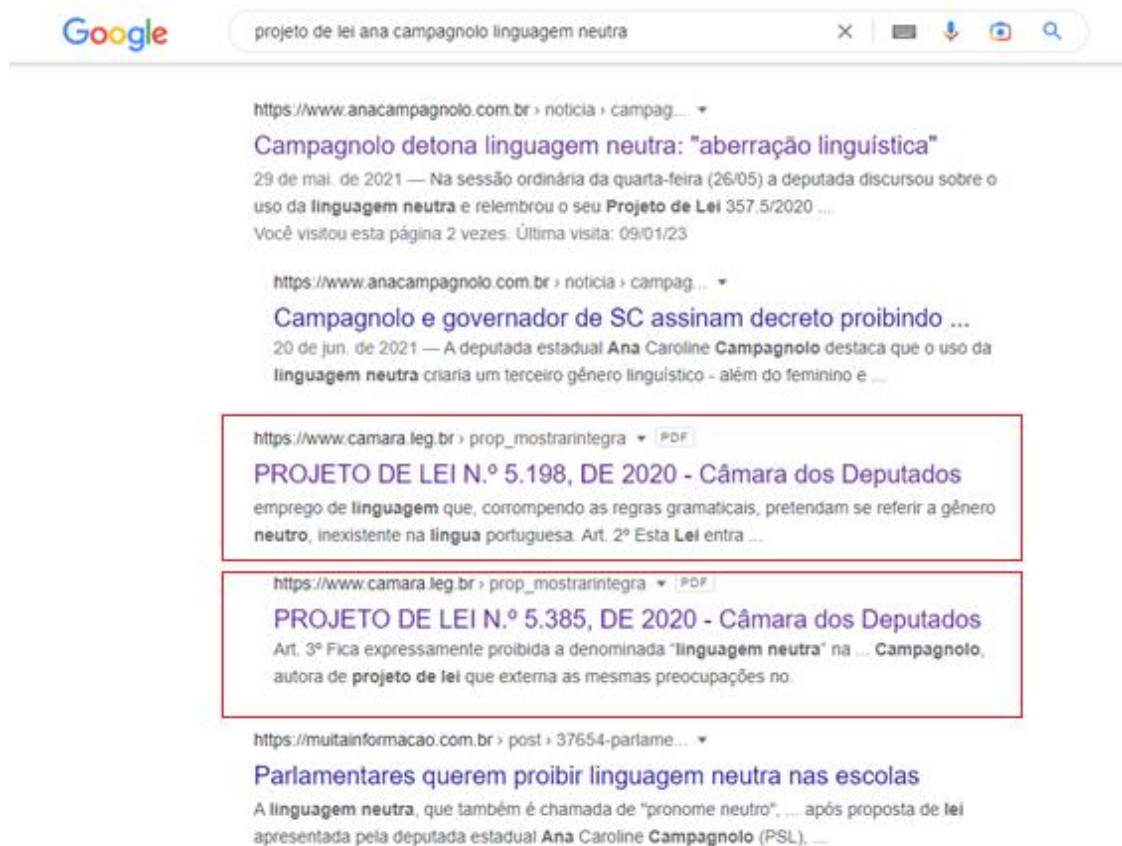 Google
projeto de lei ana campagnolo linguagem neutra
https://www.anacampagnolo.com.br › noticia › campag...
Campagnolo detona linguagem neutra: "aberração linguística"
29 de mai. de 2021 — Na sessão ordinária da quarta-feira (26/05) a deputada discursou sobre o
uso da linguagem neutra e relembrou o seu Projeto de Lei 357.5/2020 ...
Você visitou esta página 2 vezes. Última visita: 09/01/23
https://www.anacampagnolo.com.br › noticia › campag...
Campagnolo e governador de SC assinam decreto proibindo ...
20 de jun. de 2021 — A deputada estadual Ana Caroline Campagnolo destaca que o uso da
linguagem neutra criaria um terceiro gênero linguístico - além do feminino e ...
https://www.camara.leg.br › prop_mostrarintegra PDF
PROJETO DE LEI N.º 5.198, DE 2020 - Câmara dos Deputados
emprego de linguagem que, corrompendo as regras gramaticais, pretendam se referir a gênero
neutro, inexistente na língua portuguesa. Art. 2º Esta Lei entra ...
https://www.camara.leg.br › prop_mostrarintegra PDF
PROJETO DE LEI N.º 5.385, DE 2020 - Câmara dos Deputados
Art. 3º Fica expressamente proibida a denominada "linguagem neutra" na ... Campagnolo,
autora de projeto de lei que externa as mesmas preocupações no.
https://muitainformacao.com.br › post › 37654-parlame...
Parlamentares querem proibir linguagem neutra nas escolas
A linguagem neutra, que também é chamada de "pronome neutro", ... após proposta de lei
apresentada pela deputada estadual Ana Caroline Campagnolo (PSL), ...